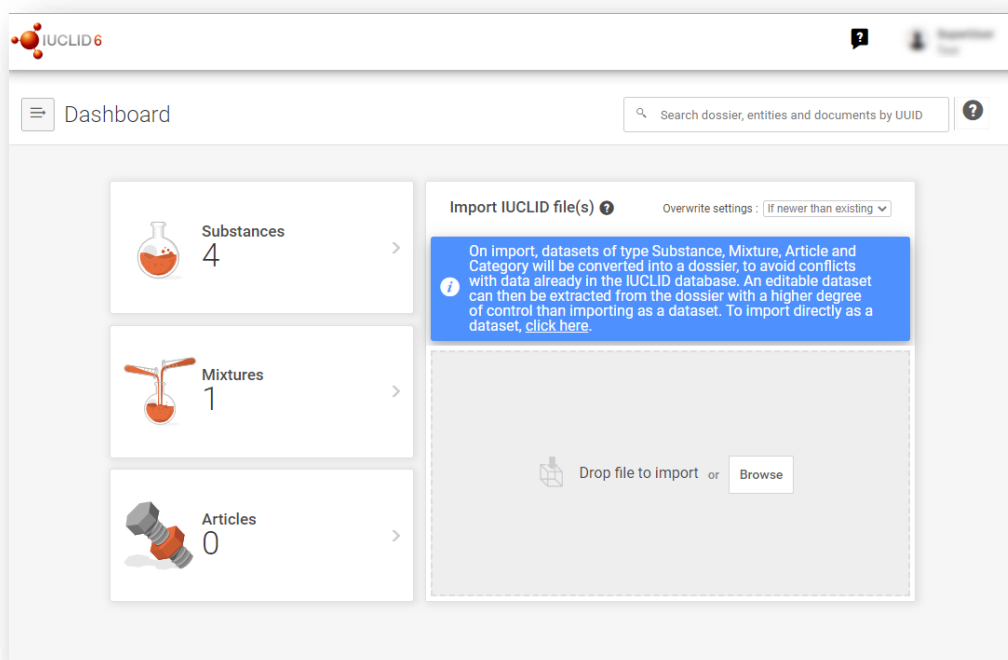 IUCLID 6
Dashboard
Search dossier, entities and documents by UUID
Substances
4
Mixtures
1
Articles
0
Import IUCLID file(s)
Overwrite settings : If newer than existing
On import, datasets of type Substance, Mixture, Article and
Category will be converted into a dossier, to avoid conflicts
with data already in the IUCLID database. An editable dataset
can then be extracted from the dossier with a higher degree
of control than importing as a dataset. To import directly as a
dataset, click here.
Drop file to import or Browse